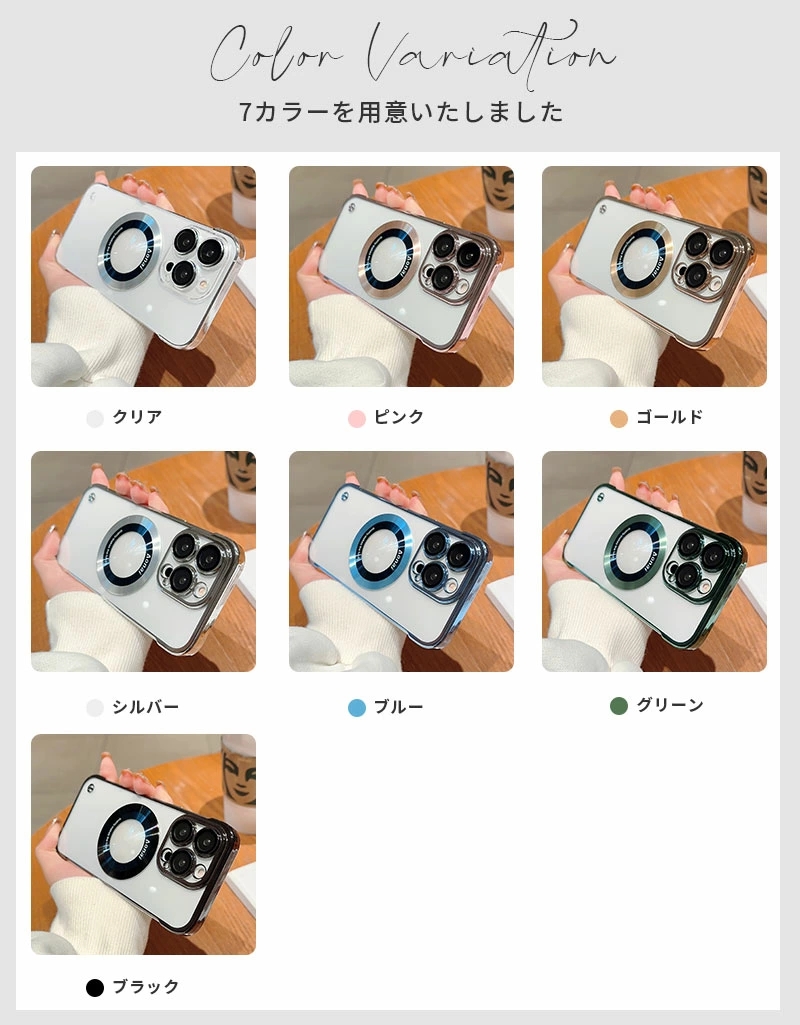 Color Variation
7カラーを用意いたしました
クリア
ピンク
ゴールド
シルバー
ブルー
グリーン
ブラック